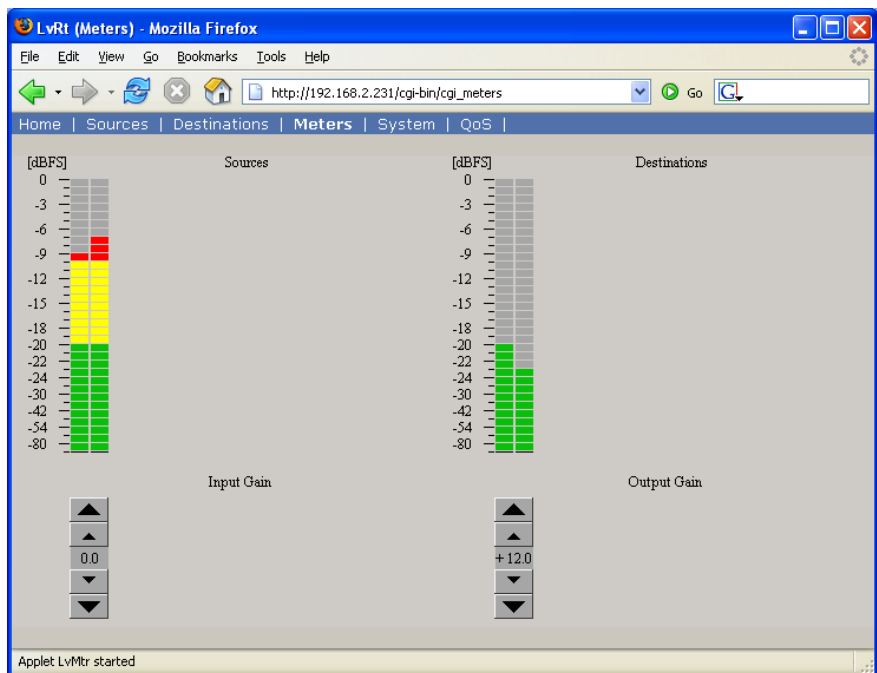 LvRt (Meters) - Mozilla Firefox
File Edit View Go Bookmarks Tools Help
http://192.168.2.231/cgi-bin/cgi_meters Go G
Home | Sources | Destinations | Meters | System | QoS |
[dBFS] Sources [dBFS] Destinations
0 0
-3 -3
-6 -6
-9 -9
-12 -12
-15 -15
-18 -18
-20 -20
-22 -22
-24 -24
-30 -30
-42 -42
-54 -54
-80 -80
Input Gain Output Gain
0.0 +12.0
Applet LvMtr started